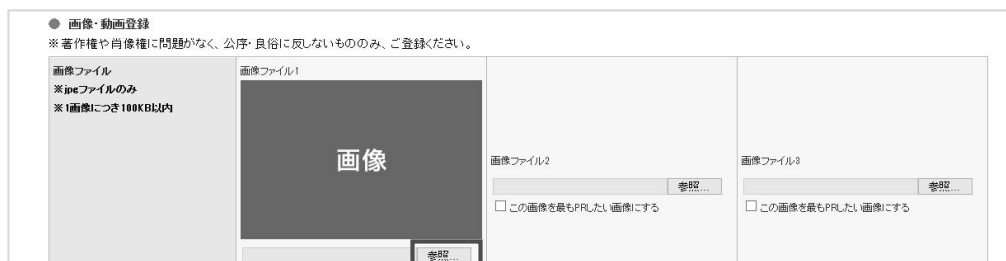 ● 画像・動画登録
※著作権や肖像権に問題がなく、公序・良俗に反しないもののみ、ご登録ください。
画像ファイル
※jpeファイルのみ
※1画像につき100KB以内
画像ファイル1
画像
参照...
画像ファイル2
参照...
この画像を最もPRしたい画像にする
画像ファイル3
参照...
この画像を最もPRしたい画像にする